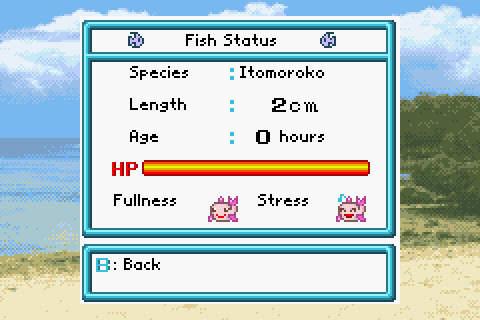 Fish Status
Species : Itomoroko
Length : 2cm
Age : 0 hours
HP
Fullness Stress
B: Back